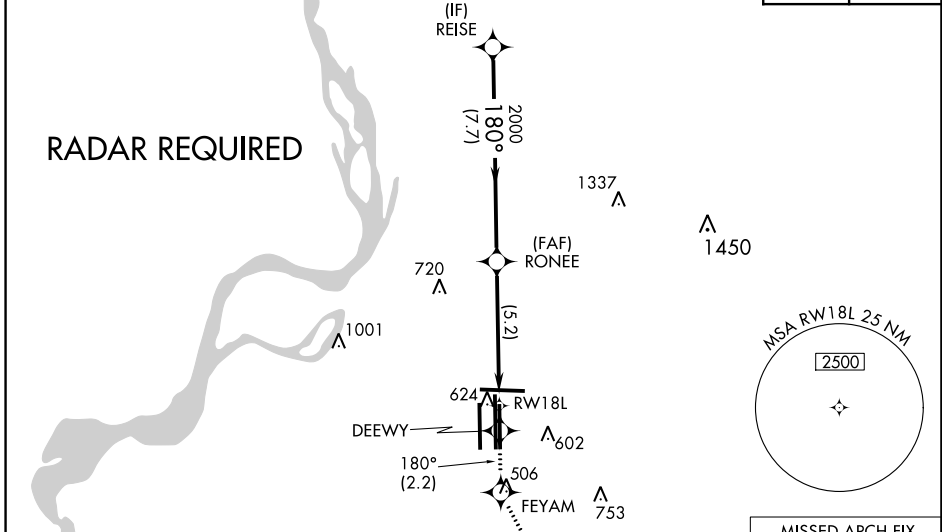 (IF)
REISE
2000
180°
(7.7)
RADAR REQUIRED
1337
1450
(FAF)
RONEE
720
(5.2)
1001
MSA RW18L 25 NM
2500
624
RW18L
DEEWY
602
180°
(2.2)
506
FEYAM
753
MISSED APCH FIX